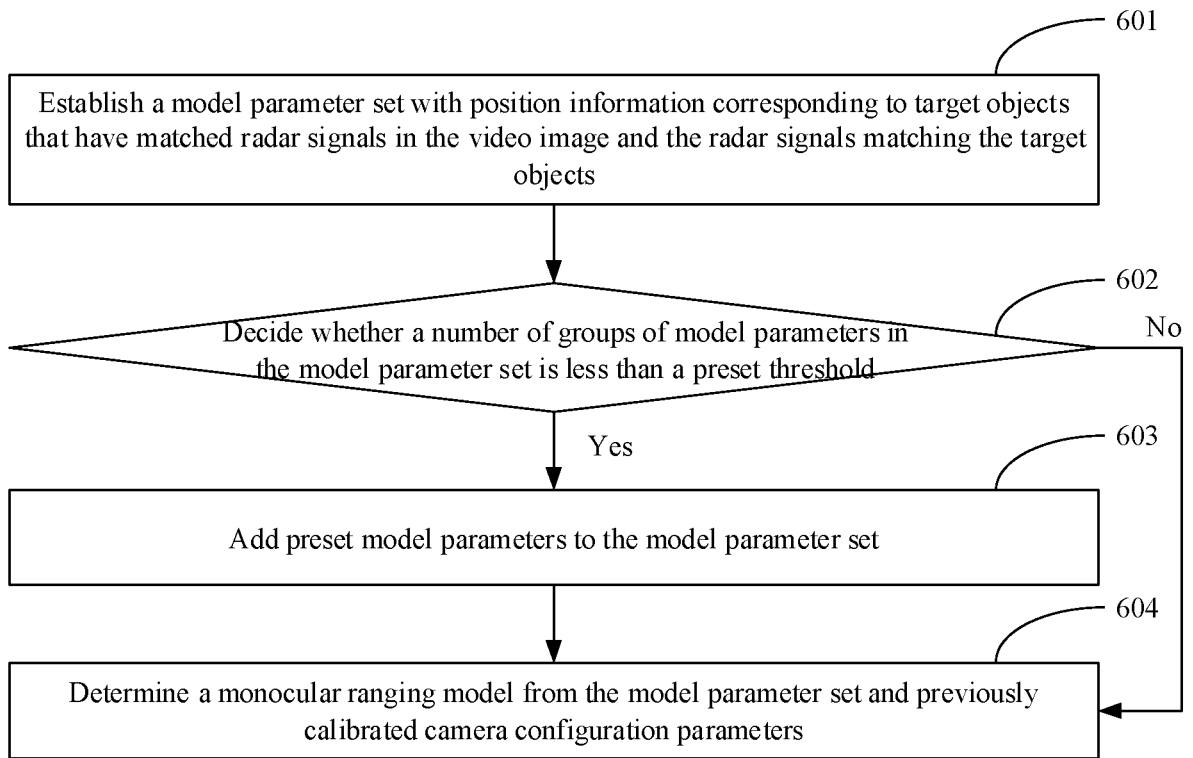 601
Establish a model parameter set with position information corresponding to target objects
that have matched radar signals in the video image and the radar signals matching the target
objects
602
Decide whether a number of groups of model parameters in
the model parameter set is less than a preset threshold
No
Yes
603
Add preset model parameters to the model parameter set
604
Determine a monocular ranging model from the model parameter set and previously
calibrated camera configuration parameters